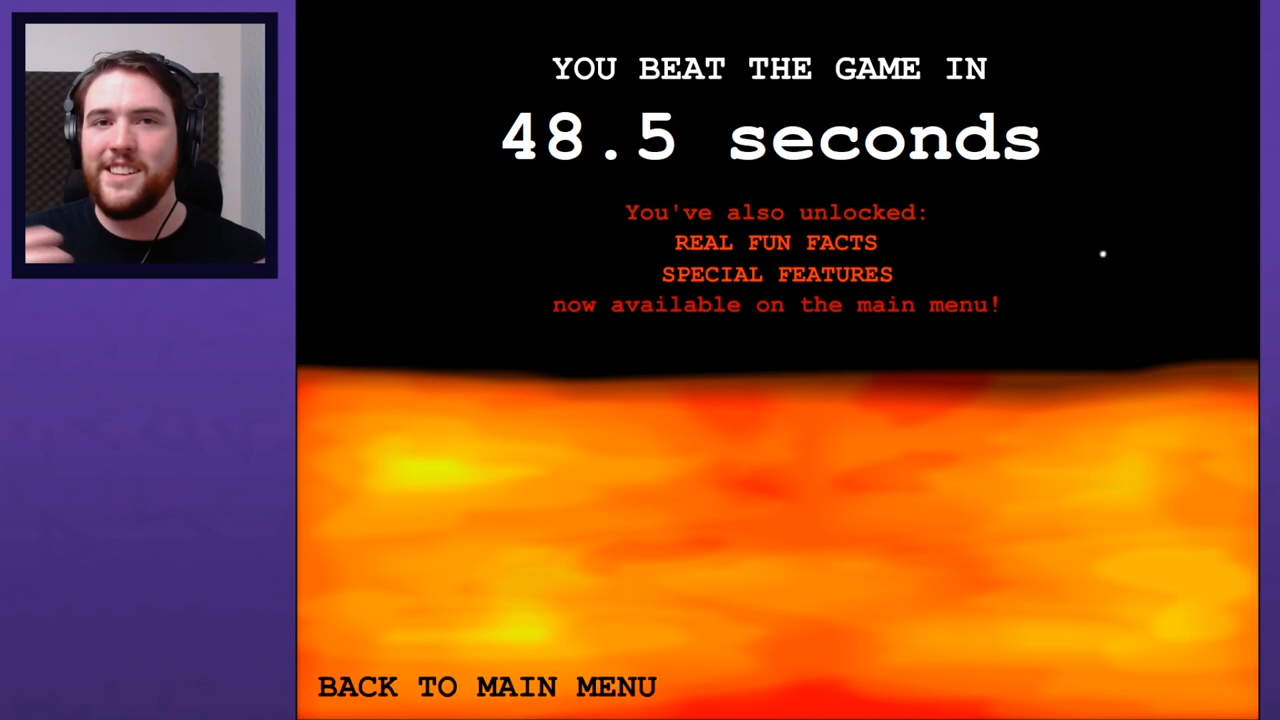 YOU BEAT THE GAME IN
48.5 seconds
You've also unlocked:
REAL FUN FACTS
SPECIAL FEATURES
now available on the main menu!
BACK TO MAIN MENU